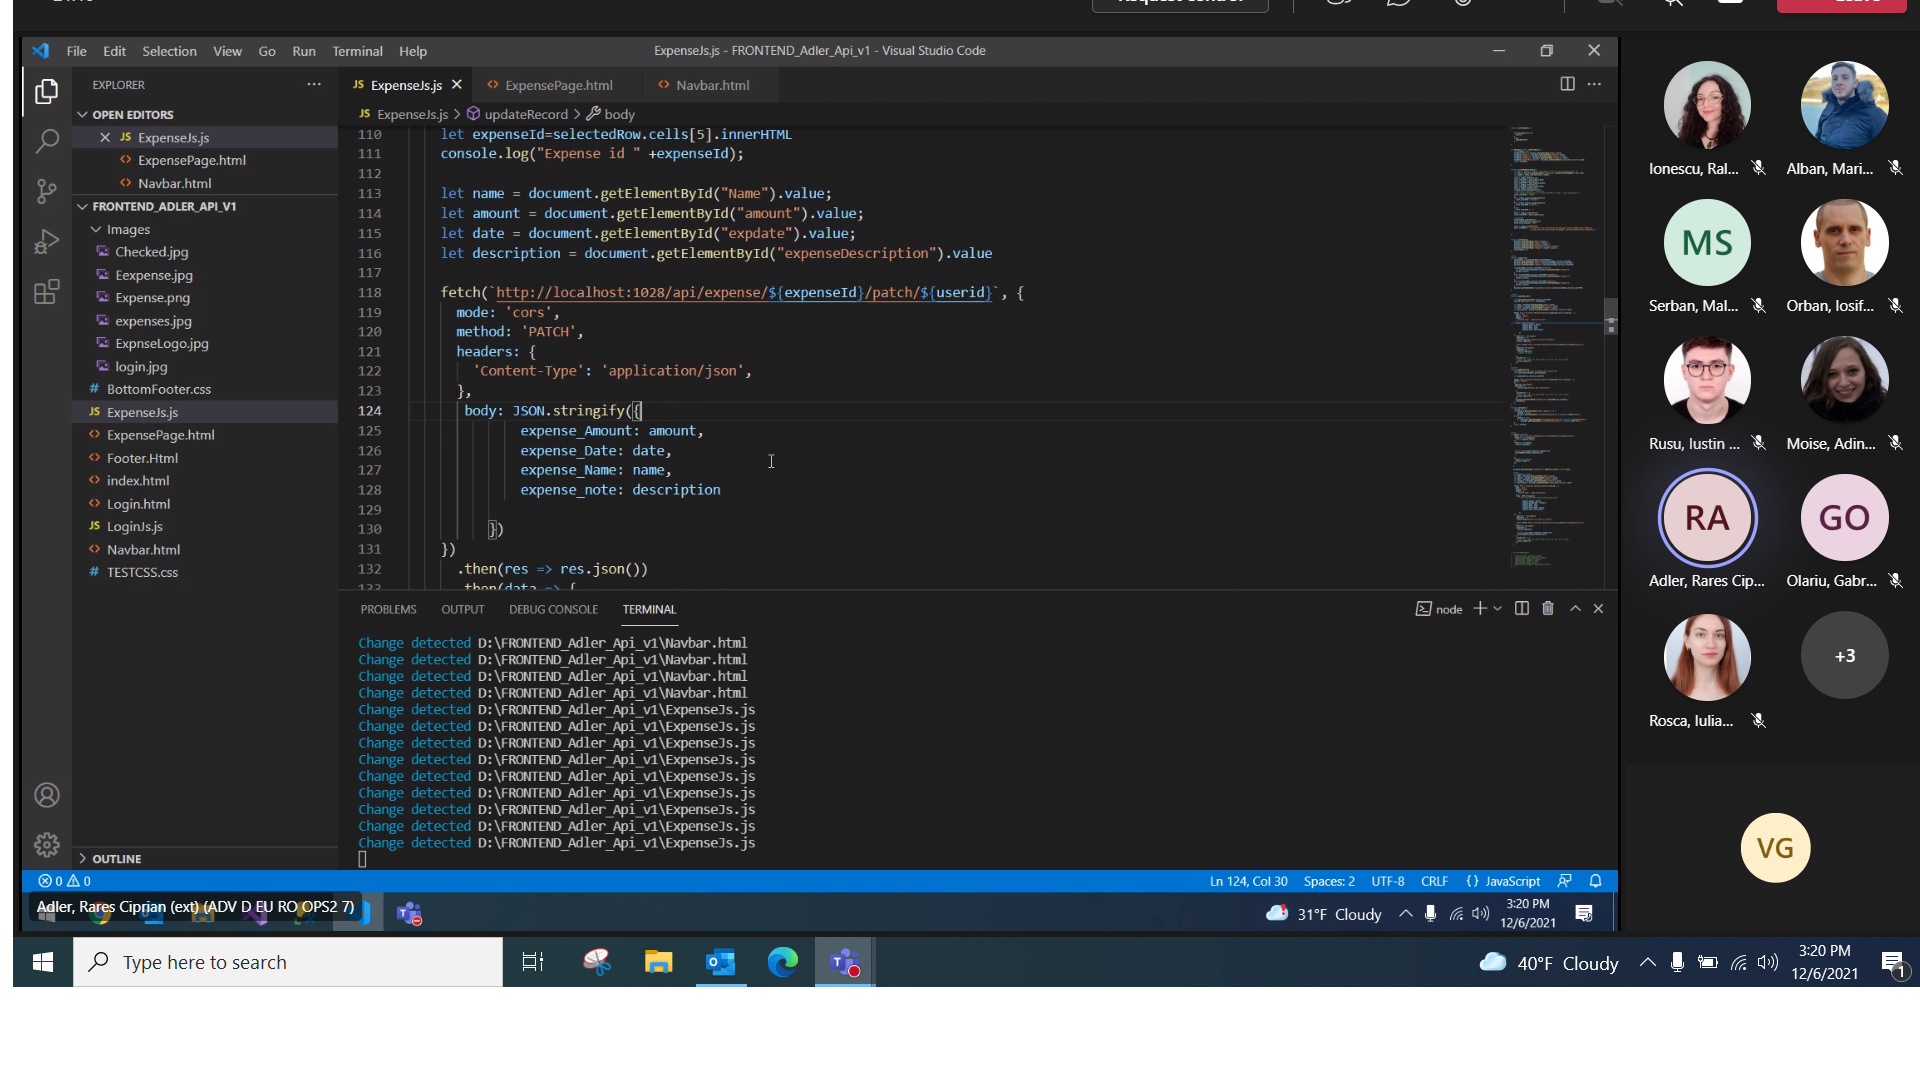 File Edit Selection View Go Run Terminal Help
ExpenseJs.js - FRONTEND_Adler_Api_v1 - Visual Studio Code
EXPLORER
OPEN EDITORS
ExpenseJs.js
ExpensePage.html
Navbar.html
FRONTEND_ADLER_API_V1
Images
Checked.jpg
Eexpense.jpg
Expense.png
expenses.jpg
ExpnseLogo.jpg
login.jpg
BottomFooter.css
ExpenseJs.js
ExpensePage.html
Footer.Html
index.html
Login.html
LoginJs.js
Navbar.html
TESTCSS.css
OUTLINE
JS ExpenseJs.js ExpensePage.html Navbar.html
JS ExpenseJs.js > updateRecord > body
110 let expenseId=selectedRow.cells[5].innerHTML
111 console.log("Expense id " +expenseId);
112
113 let name = document.getElementById("Name").value;
114 let amount = document.getElementById("amount").value;
115 let date = document.getElementById("expdate").value;
116 let description = document.getElementById("expenseDescription").value
117
118 fetch(`http://localhost:1028/api/expense/${expenseId}/patch/${userid}`, {
119 mode: 'cors',
120 method: 'PATCH',
121 headers: {
122 'Content-Type': 'application/json',
123 },
124 body: JSON.stringify({
125 expense_Amount: amount,
126 expense_Date: date,
127 expense_Name: name,
128 expense_note: description
129
130 })
131 })
132 .then(res => res.json())
133 .then(data => {
PROBLEMS OUTPUT DEBUG CONSOLE TERMINAL
node
Change detected D:\FRONTEND_Adler_Api_v1\Navbar.html
Change detected D:\FRONTEND_Adler_Api_v1\Navbar.html
Change detected D:\FRONTEND_Adler_Api_v1\Navbar.html
Change detected D:\FRONTEND_Adler_Api_v1\Navbar.html
Change detected D:\FRONTEND_Adler_Api_v1\ExpenseJs.js
Change detected D:\FRONTEND_Adler_Api_v1\ExpenseJs.js
Change detected D:\FRONTEND_Adler_Api_v1\ExpenseJs.js
Change detected D:\FRONTEND_Adler_Api_v1\ExpenseJs.js
Change detected D:\FRONTEND_Adler_Api_v1\ExpenseJs.js
Change detected D:\FRONTEND_Adler_Api_v1\ExpenseJs.js
Change detected D:\FRONTEND_Adler_Api_v1\ExpenseJs.js
Change detected D:\FRONTEND_Adler_Api_v1\ExpenseJs.js
Change detected D:\FRONTEND_Adler_Api_v1\ExpenseJs.js
0 0
Ln 124, Col 30 Spaces: 2 UTF-8 CRLF {} JavaScript
Adler, Rares Ciprian (ext) (ADV D EU RO OPS2 7)
31°F Cloudy
3:20 PM
12/6/2021
Ionescu, Ral...
Alban, Mari...
MS
Serban, Mal...
Orban, Iosif...
Rusu, Iustin ...
Moise, Adin...
RA
GO
Adler, Rares Cip...
Olariu, Gabr...
+3
Rosca, Iulia...
VG
Type here to search
40°F Cloudy
3:20 PM
12/6/2021
1